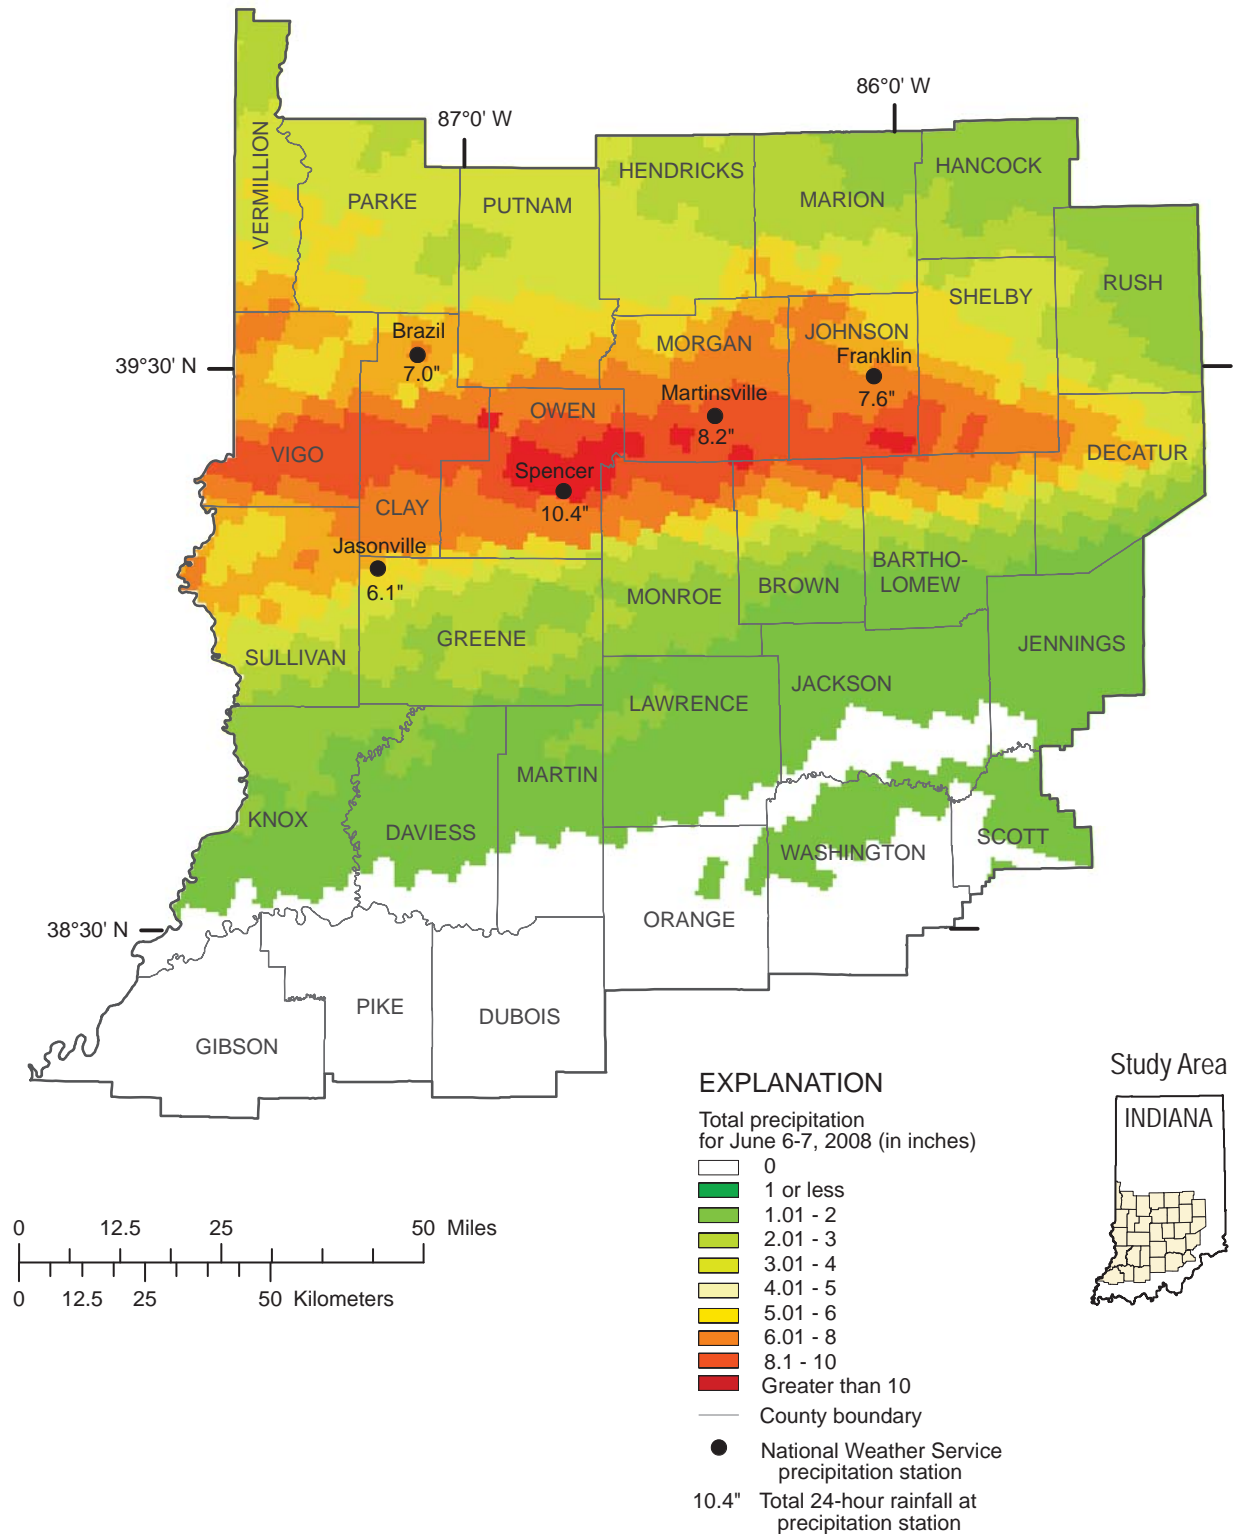 86°0' W
87°0' W
VERMILLION
PARKE
PUTNAM
HENDRICKS
MARION
HANCOCK
RUSH
SHELBY
39°30' N
Brazil
7.0"
MORGAN
JOHNSON
Franklin
7.6"
Martinsville
8.2"
OWEN
VIGO
Spencer
10.4"
DECATUR
CLAY
Jasonville
6.1"
BARTHO-
LOMEW
BROWN
MONROE
GREENE
SULLIVAN
JENNINGS
JACKSON
LAWRENCE
MARTIN
KNOX
DAVIESS
WASHINGTON
SCOTT
38°30' N
ORANGE
PIKE
DUBOIS
GIBSON
EXPLANATION
Total precipitation
for June 6-7, 2008 (in inches)
0
1 or less
1.01 - 2
2.01 - 3
3.01 - 4
4.01 - 5
5.01 - 6
6.01 - 8
8.1 - 10
Greater than 10
County boundary
National Weather Service
precipitation station
10.4" Total 24-hour rainfall at
precipitation station
Study Area
INDIANA
0 12.5 25 50 Miles
0 12.5 25 50 Kilometers